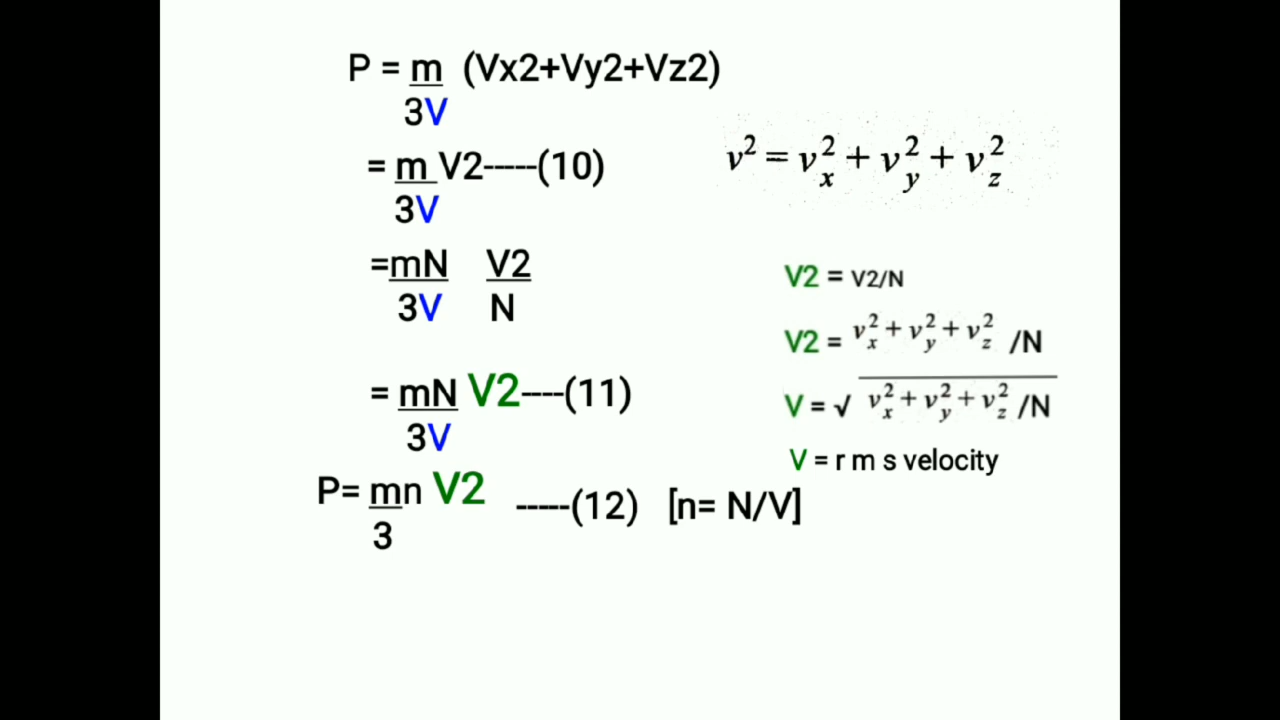 P = m (Vx2+Vy2+Vz2)
3V
= m V2-----(10)
3V
=mN V2
3V N
= mN V2----(11)
3V
P= mn V2 -----(12) [n= N/V]
3
v² = v²x + v²y + v²z
V2 = V2/N
V2 = v²x + v²y + v²z /N
V = √ v²x + v²y + v²z /N
V = r m s velocity